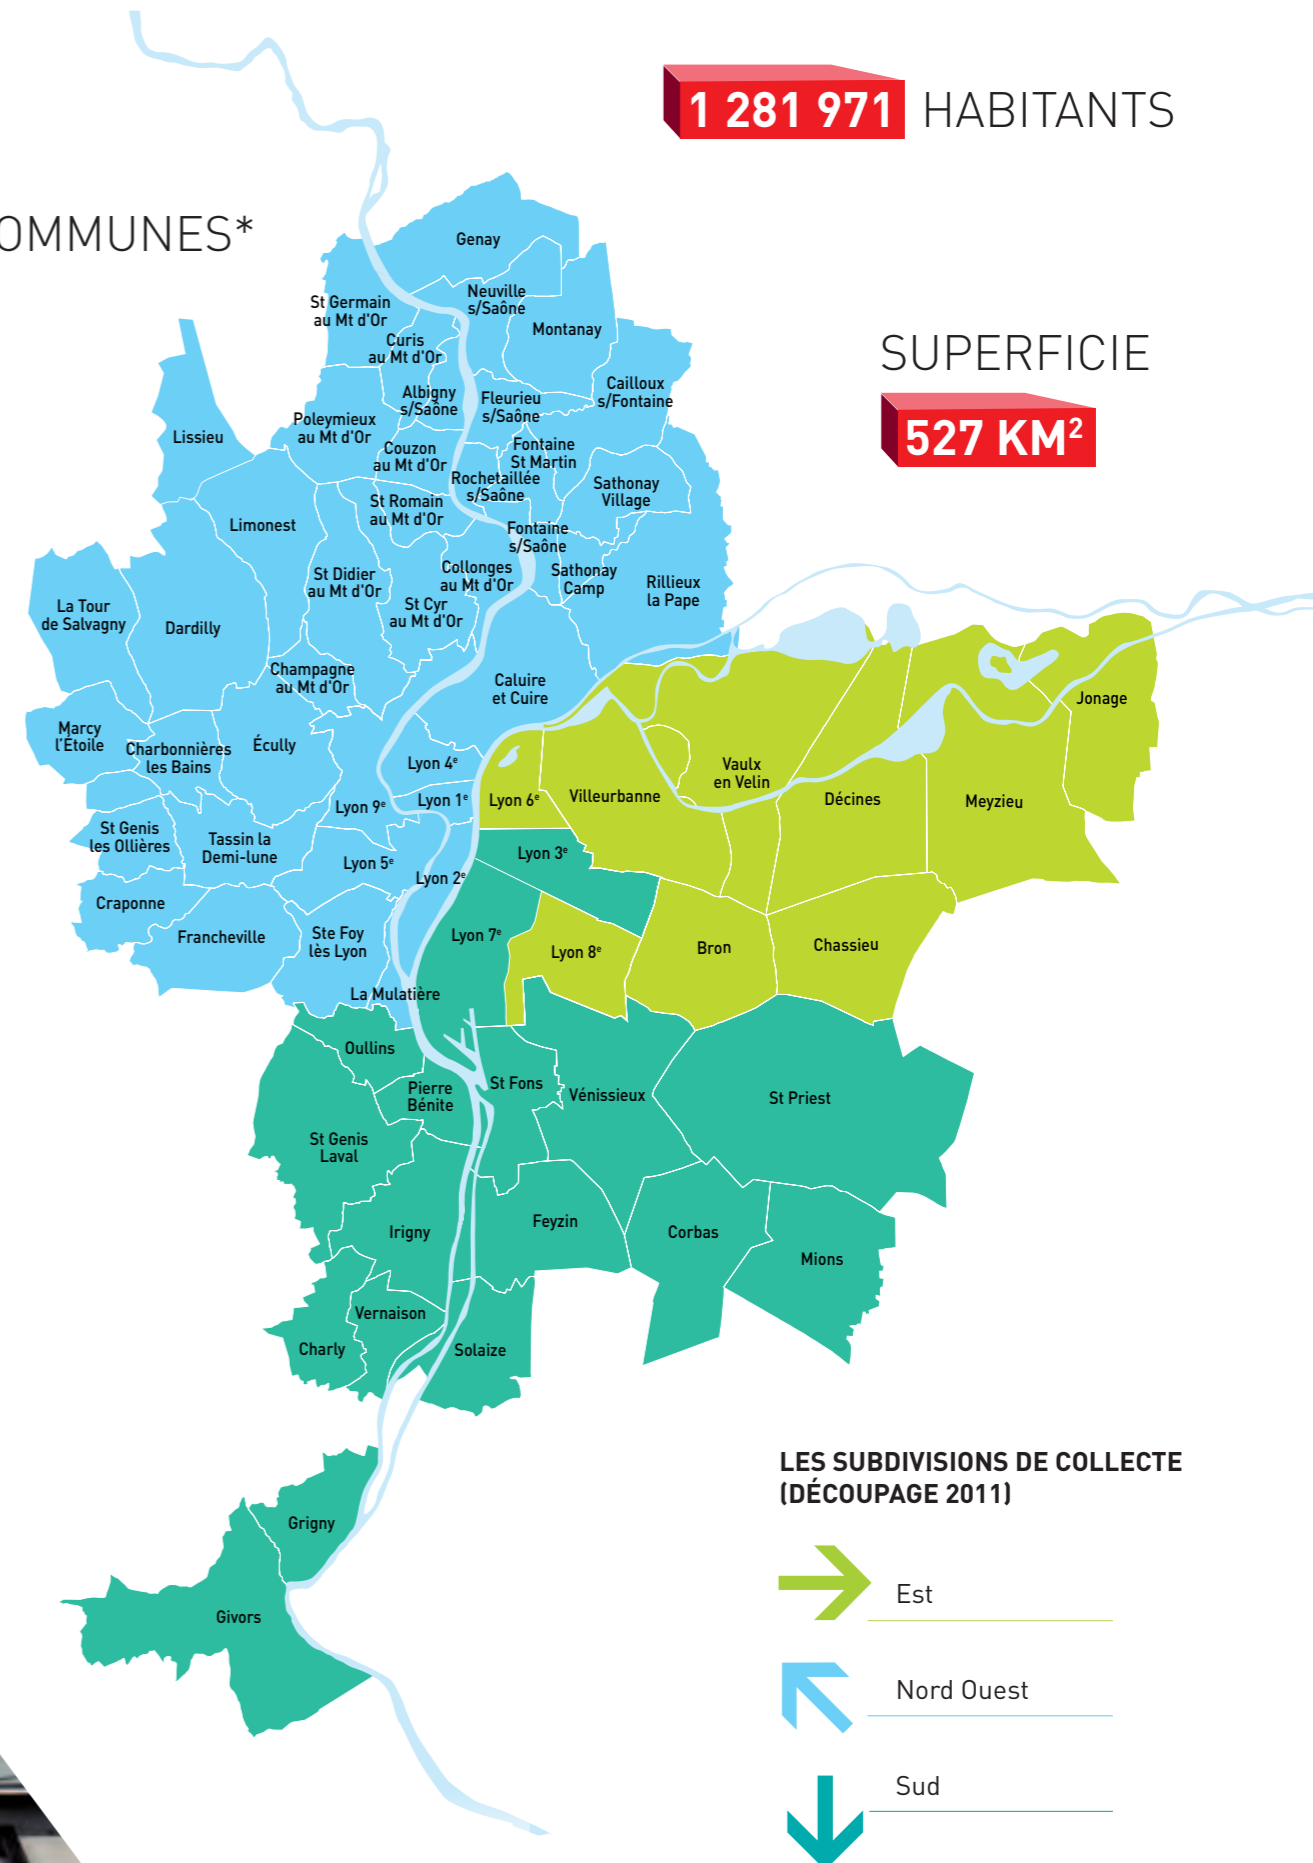 1 281 971 HABITANTS
OMMUNES*
SUPERFICIE
527 KM²
Genay
Neuville
s/Saône
St Germain
au Mt d'Or
Montanay
Curis
au Mt d'Or
Cailloux
s/Fontaine
Albigny
s/Saône
Fleurieu
s/Saône
Poleymieux
au Mt d'Or
Lissieu
Couzon
au Mt d'Or
Fontaine
St Martin
Rochetaillée
s/Saône
Sathonay
Village
St Romain
au Mt d'Or
Limonest
Fontaine
s/Saône
Collonges
au Mt d'Or
Sathonay
Camp
St Didier
au Mt d'Or
Rillieux
la Pape
St Cyr
au Mt d'Or
La Tour
de Salvagny
Dardilly
Champagne
au Mt d'Or
Caluire
et Cuire
Jonage
Marcy
l'Étoile
Charbonnières
les Bains
Écully
Lyon 4e
Vaulx
en Velin
Lyon 9e
Lyon 1e
Lyon 6e
Villeurbanne
Décines
Meyzieu
St Genis
les Ollières
Tassin la
Demi-lune
Lyon 5e
Lyon 3e
Lyon 2e
Craponne
Francheville
Ste Foy
lès Lyon
Lyon 7e
Lyon 8e
Bron
Chassieu
La Mulatière
Oullins
Pierre
Bénite
St Fons
Vénissieux
St Priest
St Genis
Laval
Irigny
Feyzin
Corbas
Mions
Vernaison
Charly
Solaize
Grigny
Givors
LES SUBDIVISIONS DE COLLECTE
(DÉCOUPAGE 2011)
Est
Nord Ouest
Sud